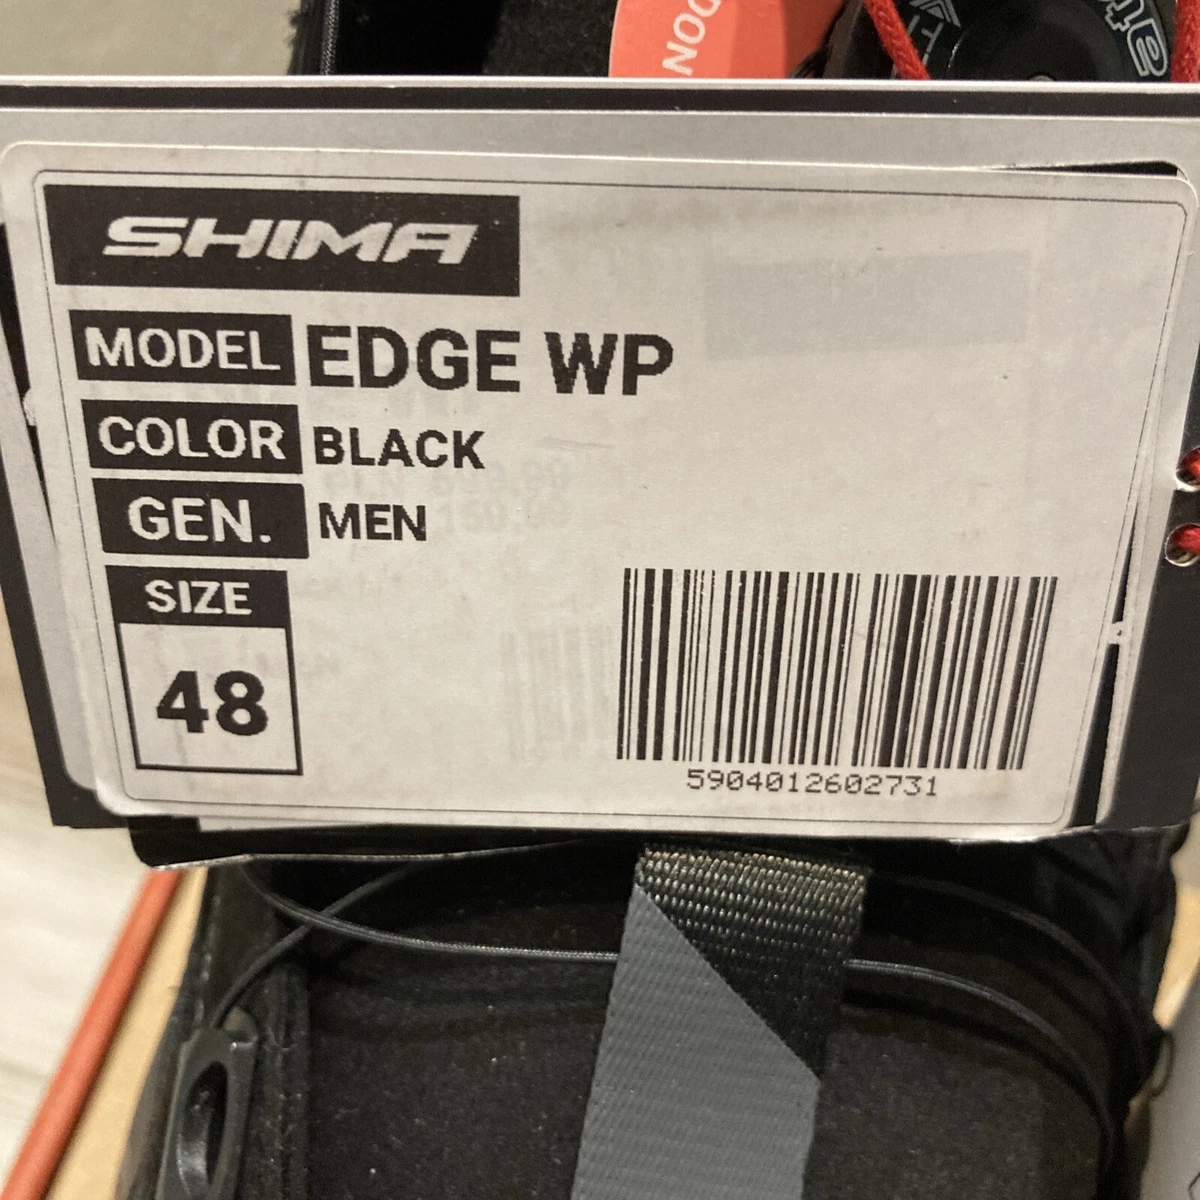 SHIMA
MODEL EDGE WP
COLOR BLACK
GEN. MEN
SIZE
48
5904012602731